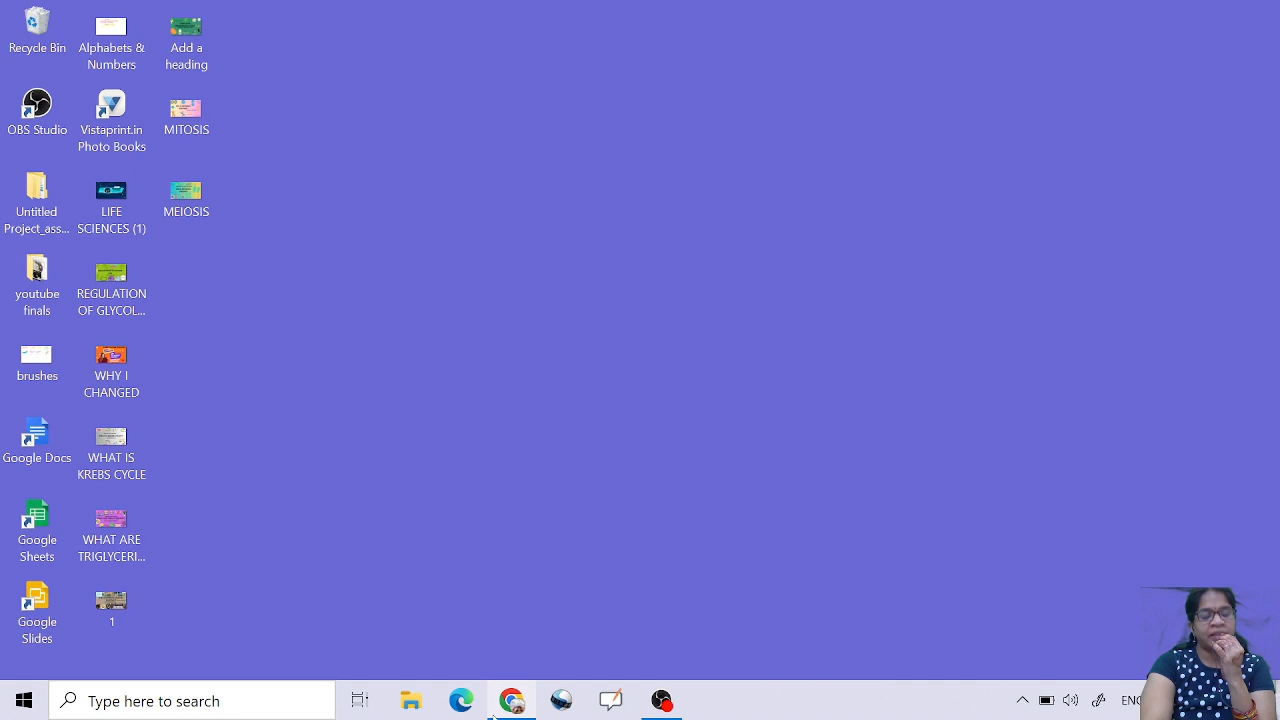 Recycle Bin
Alphabets &
Numbers
Add a
heading
OBS Studio
Vistaprint.in
Photo Books
MITOSIS
Untitled
Project_ass...
LIFE
SCIENCES (1)
MEIOSIS
youtube
finals
REGULATION
OF GLYCOL...
brushes
WHY I
CHANGED
Google Docs
WHAT IS
KREBS CYCLE
Google
Sheets
WHAT ARE
TRIGLYCERI...
Google
Slides
1
Type here to search
ENG